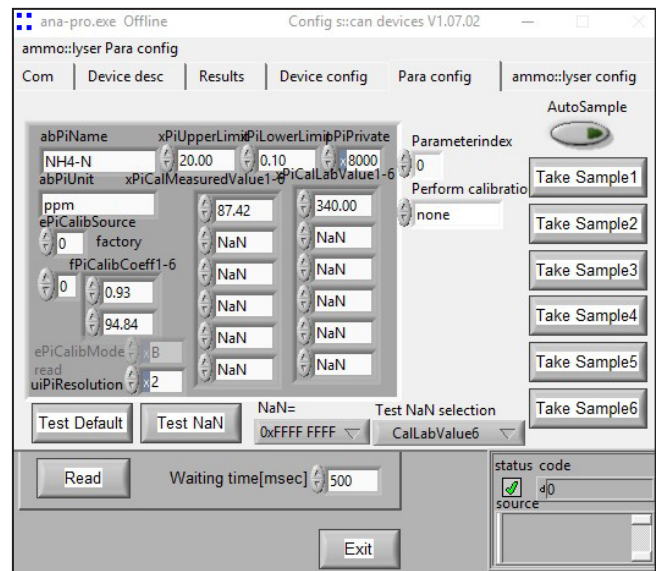 ana-pro.exe Offline Config s::can devices V1.07.02
ammo::lyser Para config
Com Device desc Results Device config Para config ammo::lyser config
AutoSample
abPiName xPiUpperLimit xPiLowerLimit bPiPrivate Parameterindex
NH4-N 20.00 0.10 x8000 0
abPiUnit xPiCalMeasuredValue1-6 xPiCalLabValue1-6 Perform calibratio
ppm 87.42 340.00 none
ePiCalibSource
0 factory NaN NaN
fPiCalibCoeff1-6 NaN NaN
0 0.93 NaN NaN
94.84 NaN NaN
ePiCalibMode xB
read
uiPiResolution x2 NaN NaN
Take Sample1
Take Sample2
Take Sample3
Take Sample4
Take Sample5
Take Sample6
NaN= Test NaN selection
Test Default Test NaN 0xFFFF FFFF CalLabValue6
Read Waiting time[msec] 500
status code
d0
source
Exit